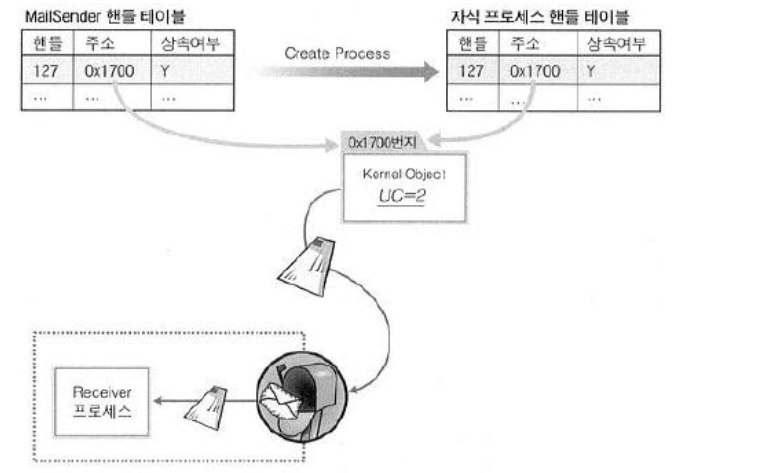 MailSender 핸들 테이블
핸들 주소 상속여부
127 0x1700 Y
... ... ...
Create Process
자식 프로세스 핸들 테이블
핸들 주소 상속여부
127 0x1700 Y
... ... ...
0x1700번지
Kernel Object
UC=2
Receiver
프로세스